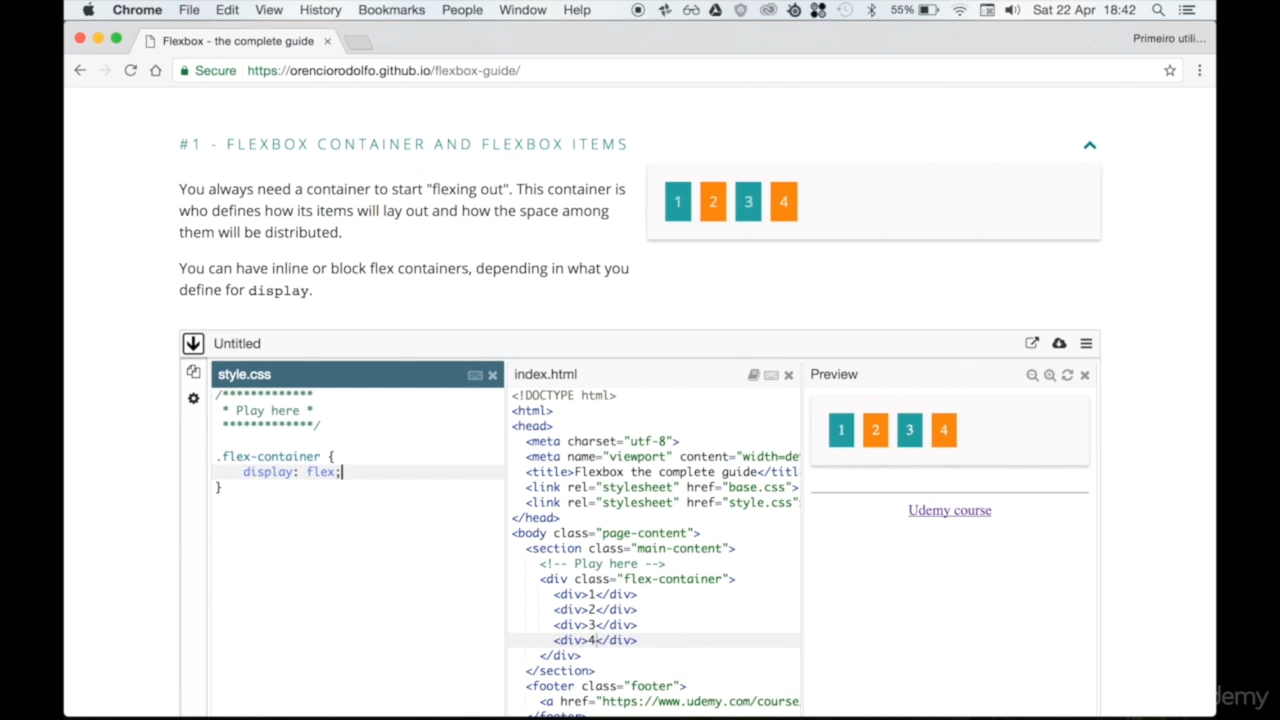 Chrome File Edit View History Bookmarks People Window Help 55% Sat 22 Apr 18:42
Flexbox - the complete guide × Primeiro utili...
Secure https://orenciorodolfo.github.io/flexbox-guide/
#1 - FLEXBOX CONTAINER AND FLEXBOX ITEMS
You always need a container to start "flexing out". This container is
who defines how its items will lay out and how the space among
them will be distributed.
You can have inline or block flex containers, depending in what you
define for display.
1 2 3 4
Untitled
style.css
/*************
* Play here *
*************/
.flex-container {
display: flex;
}
index.html
<!DOCTYPE html>
<html>
<head>
<meta charset="utf-8">
<meta name="viewport" content="width=de
<title>Flexbox the complete guide</titl
<link rel="stylesheet" href="base.css">
<link rel="stylesheet" href="style.css"
</head>
<body class="page-content">
<section class="main-content">
<!-- Play here -->
<div class="flex-container">
<div>1</div>
<div>2</div>
<div>3</div>
<div>4</div>
</div>
</section>
<footer class="footer">
<a href="https://www.udemy.com/course
</footer>
Preview
1 2 3 4
Udemy course
demy